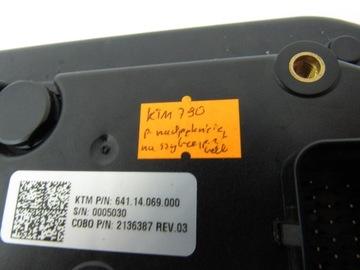 KTM 790
P. nadpęknięcie
na szybce
KTM P/N: 641.14.069.000
S/N: 0005030
COBO P/N: 2136387 REV.03